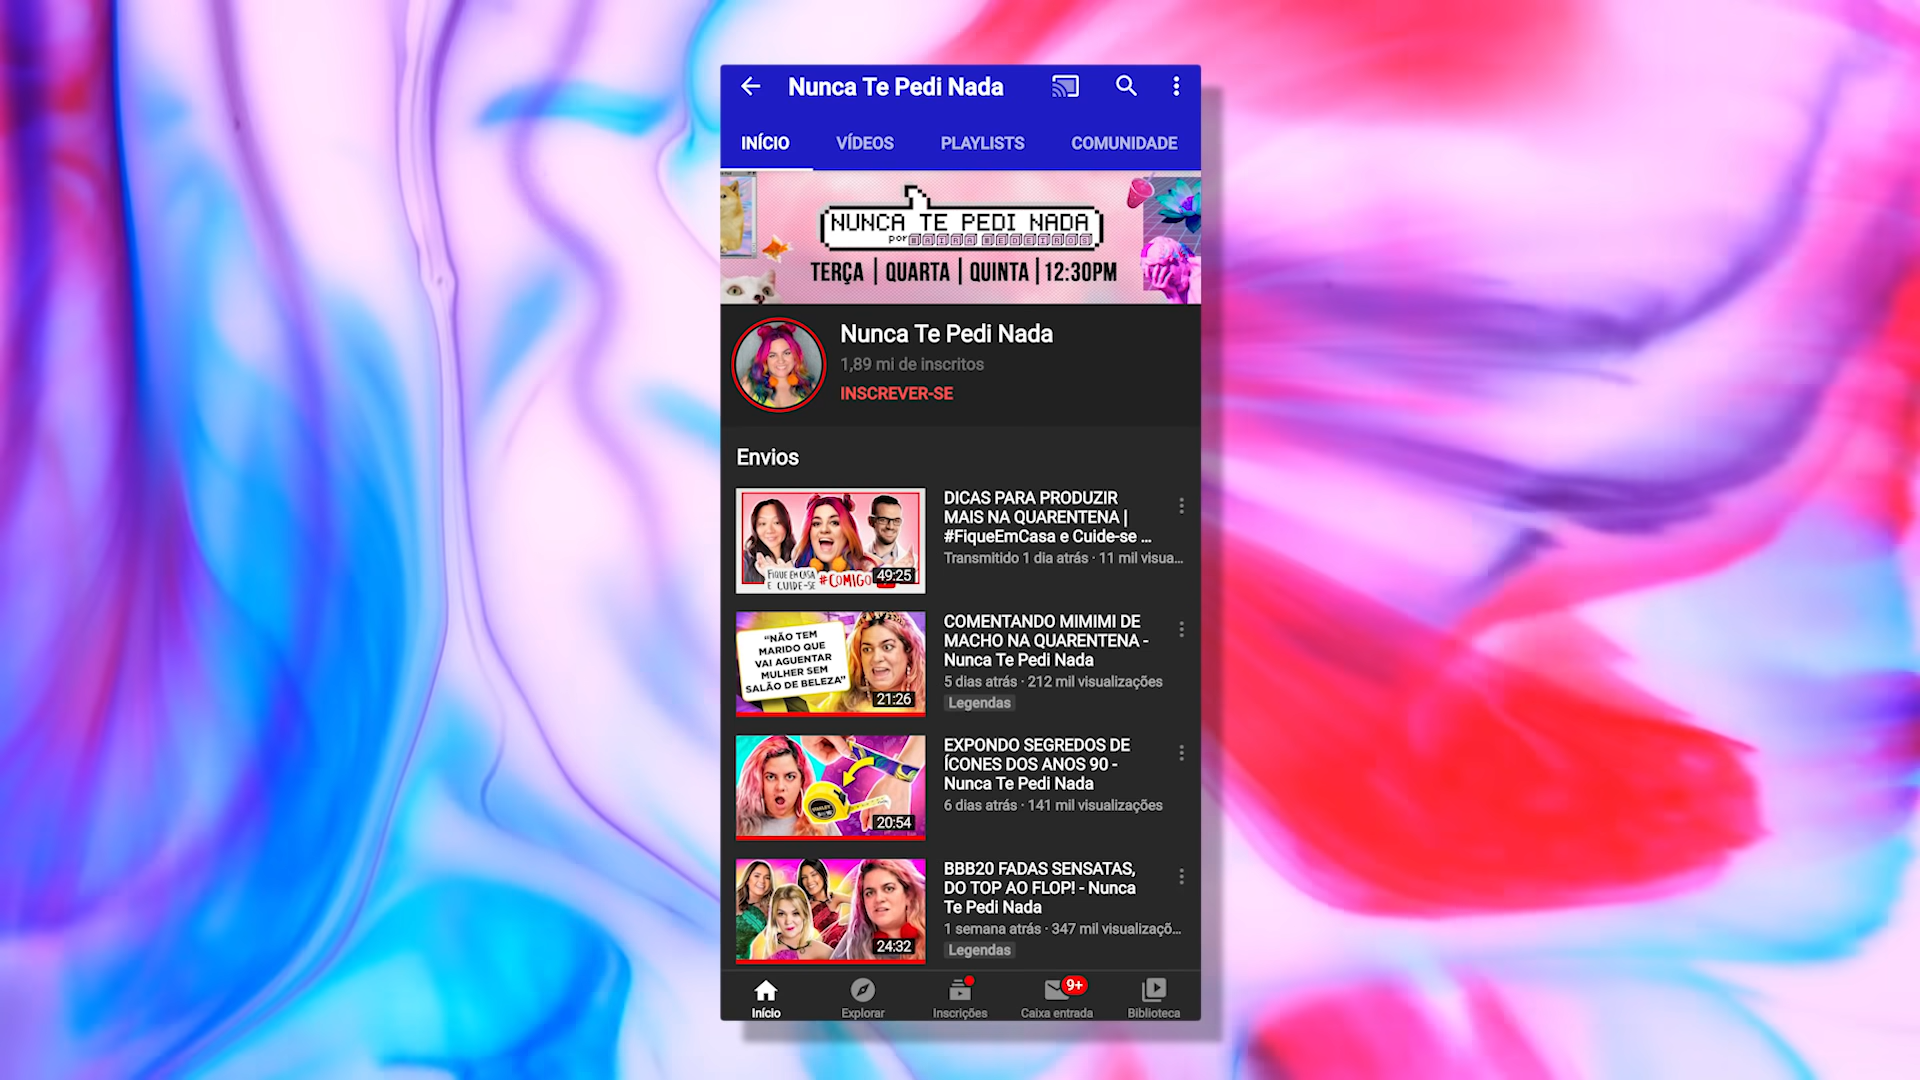 Nunca Te Pedi Nada
INÍCIO VÍDEOS PLAYLISTS COMUNIDADE
NUNCA TE PEDI NADA
por MAIRA MEDEIROS
TERÇA | QUARTA | QUINTA | 12:30PM
Nunca Te Pedi Nada
1,89 mi de inscritos
INSCREVER-SE
Envios
FIQUE EM CASA
E CUIDE-SE #COMIGO
49:25
DICAS PARA PRODUZIR
MAIS NA QUARENTENA |
#FiqueEmCasa e Cuide-se ...
Transmitido 1 dia atrás · 11 mil visua...
"NÃO TEM
MARIDO QUE
VAI AGUENTAR
MULHER SEM
SALÃO DE BELEZA"
21:26
COMENTANDO MIMIMI DE
MACHO NA QUARENTENA -
Nunca Te Pedi Nada
5 dias atrás · 212 mil visualizações
Legendas
STANLEY
20:54
EXPONDO SEGREDOS DE
ÍCONES DOS ANOS 90 -
Nunca Te Pedi Nada
6 dias atrás · 141 mil visualizações
24:32
BBB20 FADAS SENSATAS,
DO TOP AO FLOP! - Nunca
Te Pedi Nada
1 semana atrás · 347 mil visualizaçõ...
Legendas
9+
Início Explorar Inscrições Caixa entrada Biblioteca